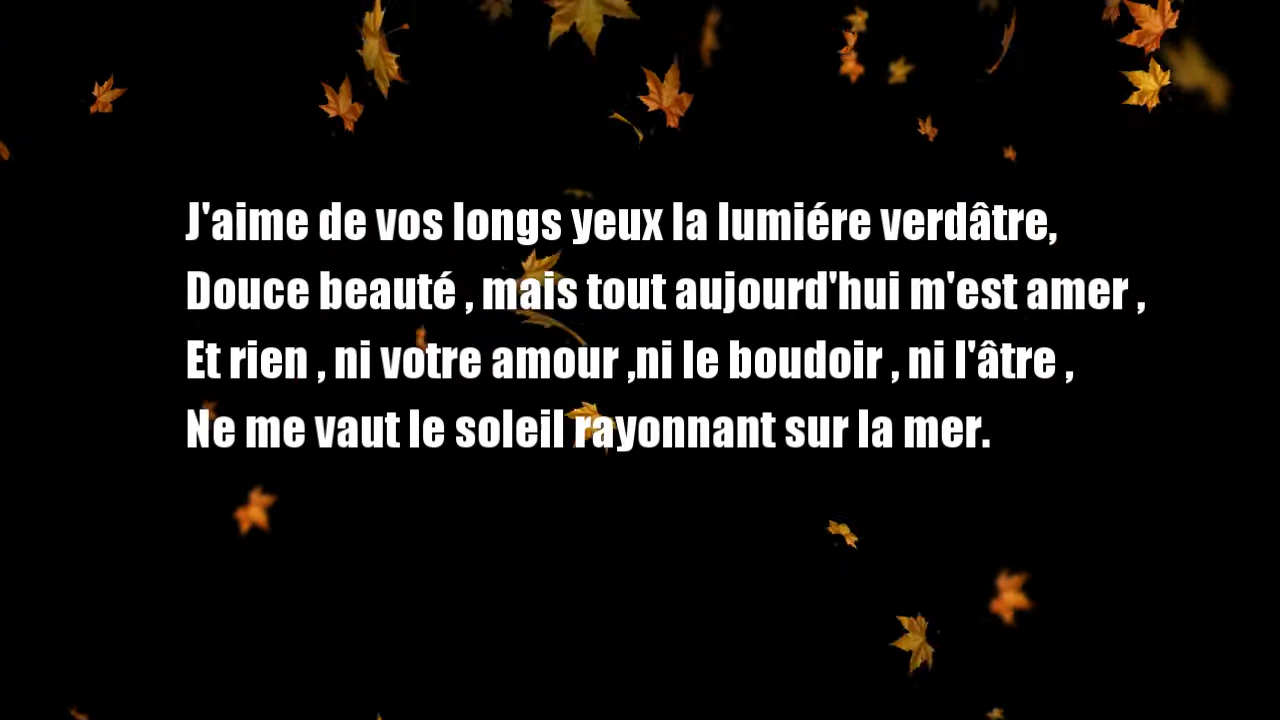 J'aime de vos longs yeux la lumiére verdâtre,
Douce beauté , mais tout aujourd'hui m'est amer ,
Et rien , ni votre amour ,ni le boudoir , ni l'âtre ,
Ne me vaut le soleil rayonnant sur la mer.